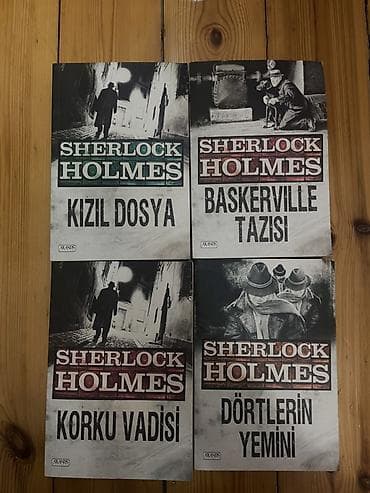 SHERLOCK
HOLMES
KIZIL DOSYA
SHERLOCK
HOLMES
BASKERVILLE
TAZISI
SHERLOCK
HOLMES
KORKU VADİSİ
SHERLOCK
HOLMES
DÖRTLERİN
YEMİNİ